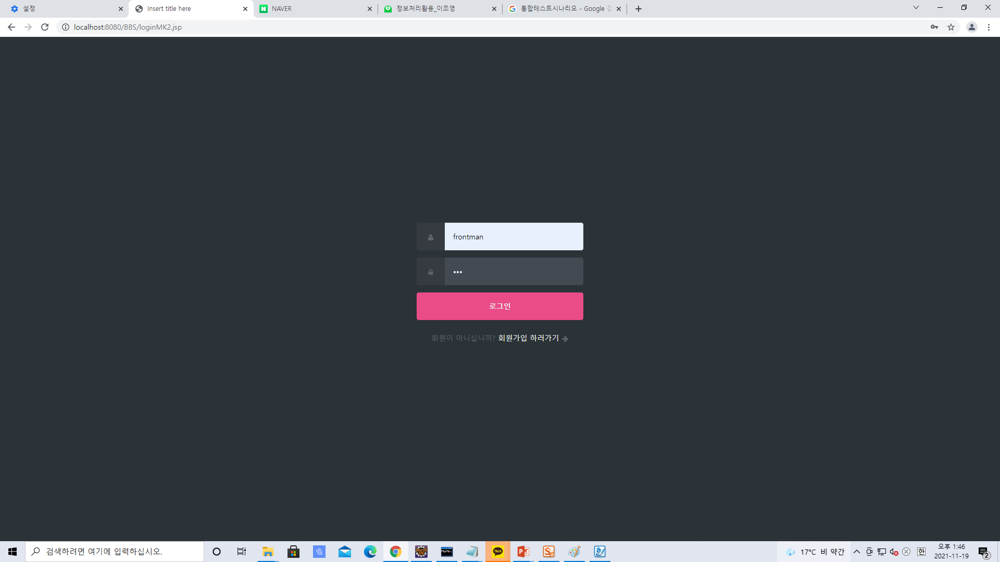 설정
Insert title here
NAVER
정보처리활용_이조영
통합테스트시나리오 - Google
localhost:8080/BBS/loginMK2.jsp
frontman
•••
로그인
회원이 아니십니까? 회원가입 하러가기
검색하려면 여기에 입력하십시오.
TALK
17°C 비 약간
한
오후 1:46
2021-11-19
2